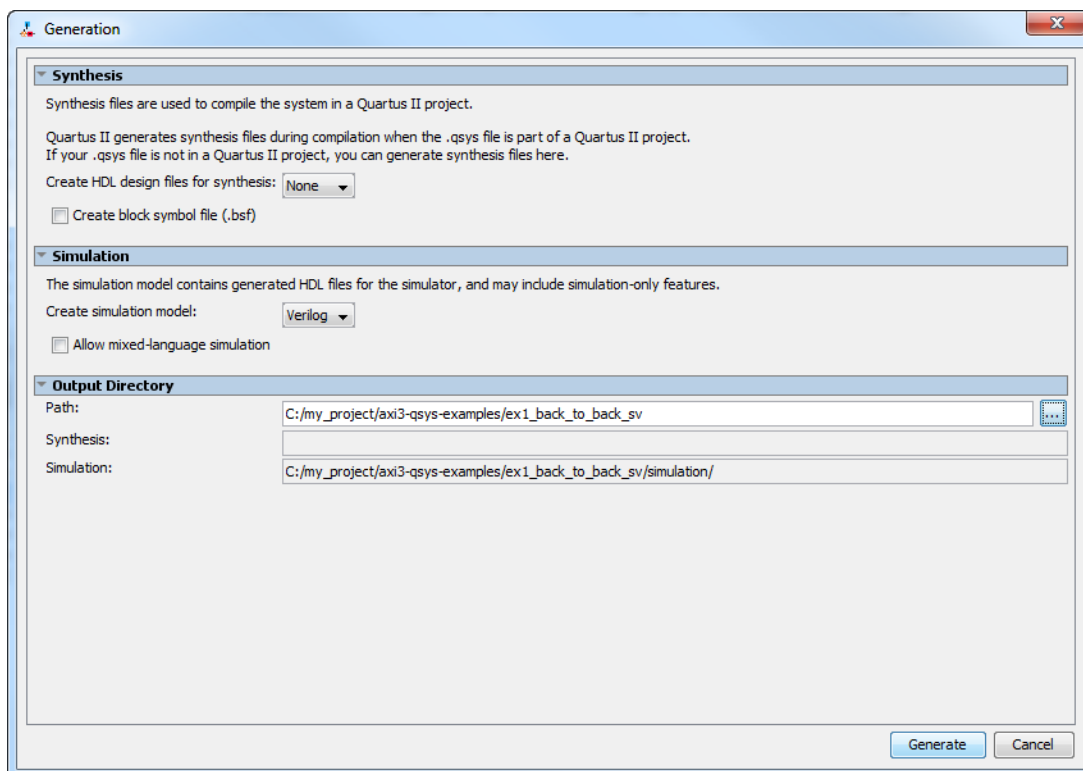 Generation
Synthesis
Synthesis files are used to compile the system in a Quartus II project.
Quartus II generates synthesis files during compilation when the .qsys file is part of a Quartus II project.
If your .qsys file is not in a Quartus II project, you can generate synthesis files here.
Create HDL design files for synthesis: None
Create block symbol file (.bsf)
Simulation
The simulation model contains generated HDL files for the simulator, and may include simulation-only features.
Create simulation model: Verilog
Allow mixed-language simulation
Output Directory
Path: C:/my_project/axi3-qsys-examples/ex1_back_to_back_sv ...
Synthesis:
Simulation: C:/my_project/axi3-qsys-examples/ex1_back_to_back_sv/simulation/
Generate Cancel